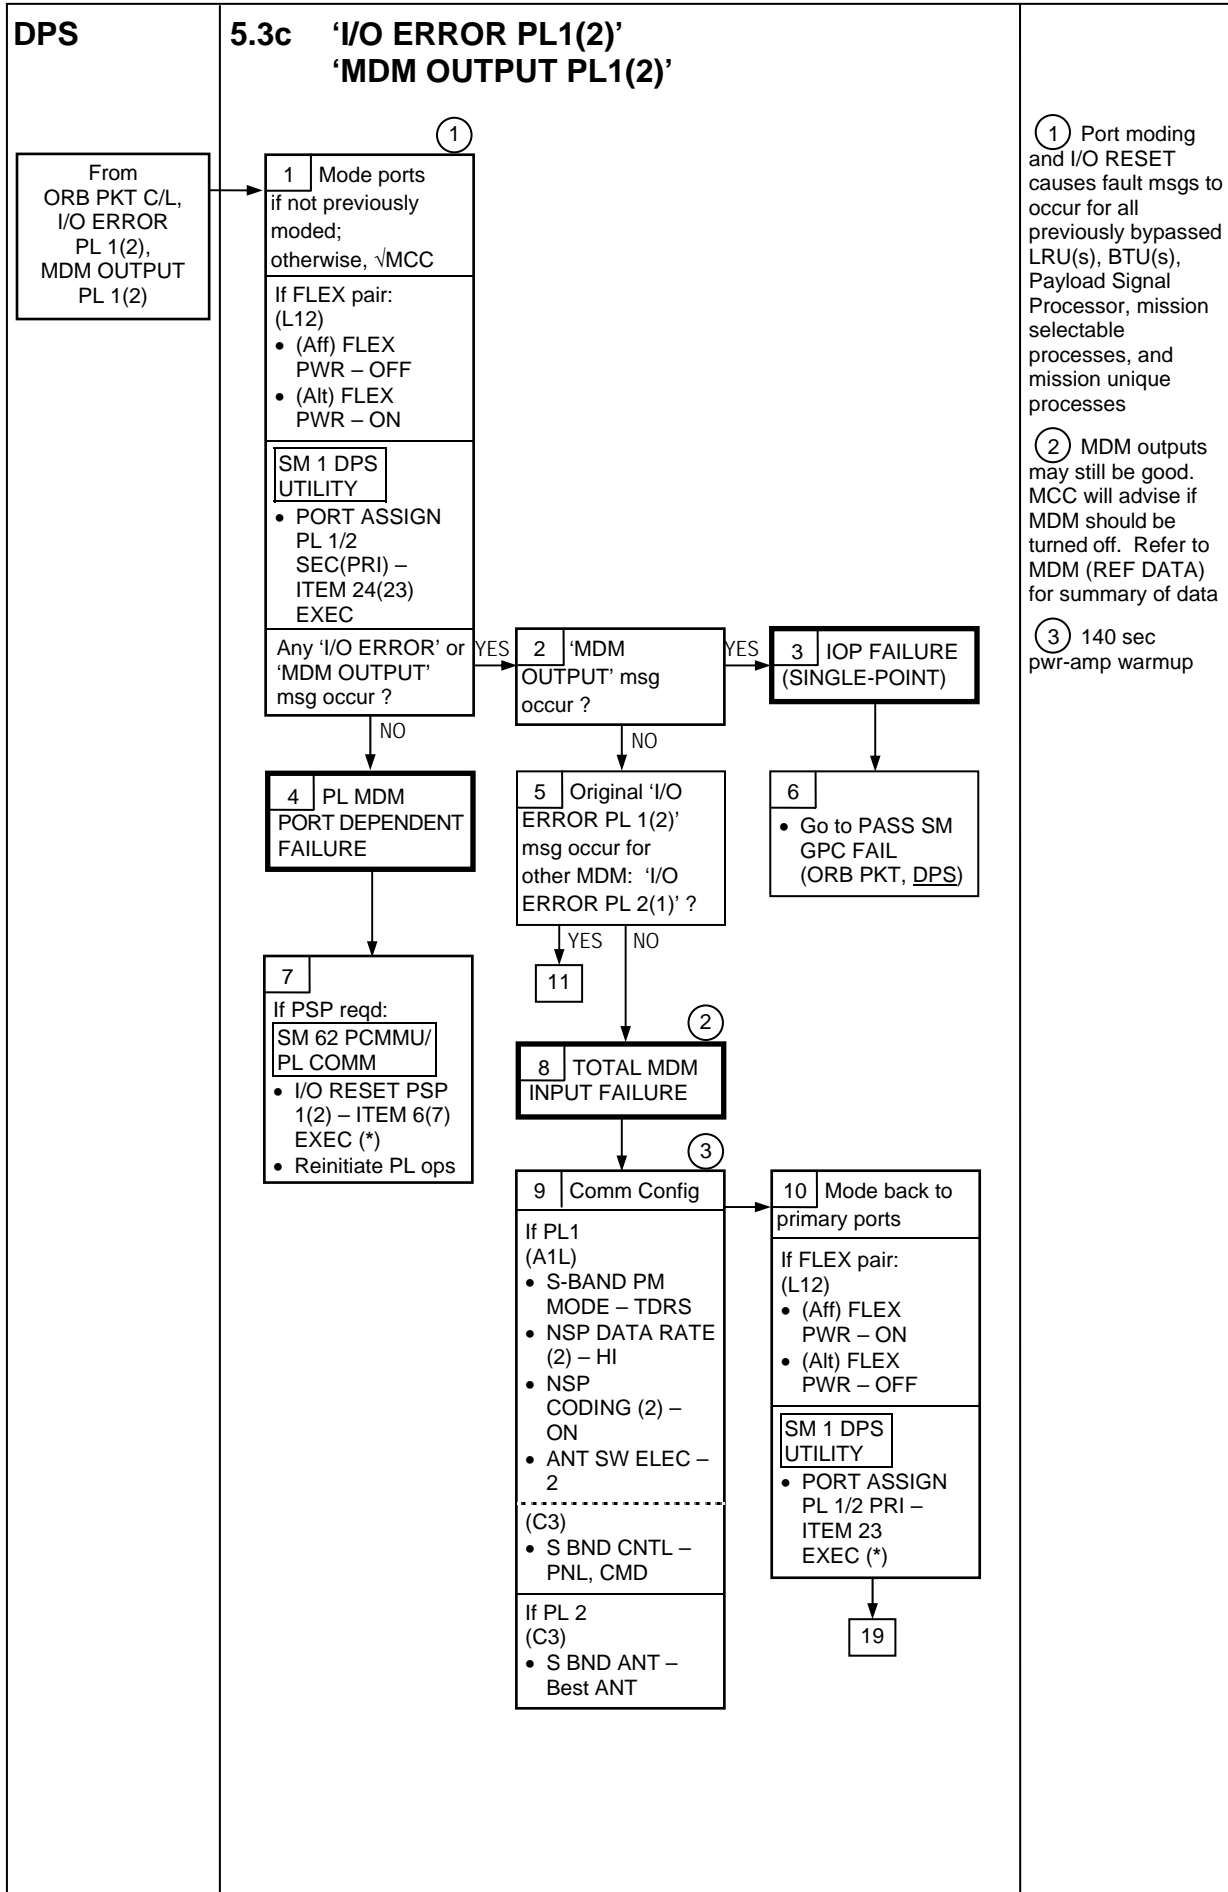 DPS
5.3c ‘I/O ERROR PL1(2)’
‘MDM OUTPUT PL1(2)’
From
ORB PKT C/L,
I/O ERROR
PL 1(2),
MDM OUTPUT
PL 1(2)
1
1 Mode ports
if not previously
moded;
otherwise, √MCC
If FLEX pair:
(L12)
• (Aff) FLEX
PWR – OFF
• (Alt) FLEX
PWR – ON
SM 1 DPS
UTILITY
• PORT ASSIGN
PL 1/2
SEC(PRI) –
ITEM 24(23)
EXEC
Any ‘I/O ERROR’ or
‘MDM OUTPUT’
msg occur ?
YES
NO
2 ‘MDM
OUTPUT’ msg
occur ?
YES
NO
3 IOP FAILURE
(SINGLE-POINT)
4 PL MDM
PORT DEPENDENT
FAILURE
5 Original ‘I/O
ERROR PL 1(2)’
msg occur for
other MDM: ‘I/O
ERROR PL 2(1)’ ?
YES
NO
11
6
• Go to PASS SM
GPC FAIL
(ORB PKT, DPS)
7
If PSP reqd:
SM 62 PCMMU/
PL COMM
• I/O RESET PSP
1(2) – ITEM 6(7)
EXEC (*)
• Reinitiate PL ops
2
8 TOTAL MDM
INPUT FAILURE
3
9 Comm Config
If PL1
(A1L)
• S-BAND PM
MODE – TDRS
• NSP DATA RATE
(2) – HI
• NSP
CODING (2) –
ON
• ANT SW ELEC –
2
(C3)
• S BND CNTL –
PNL, CMD
If PL 2
(C3)
• S BND ANT –
Best ANT
10 Mode back to
primary ports
If FLEX pair:
(L12)
• (Aff) FLEX
PWR – ON
• (Alt) FLEX
PWR – OFF
SM 1 DPS
UTILITY
• PORT ASSIGN
PL 1/2 PRI –
ITEM 23
EXEC (*)
19
1 Port moding
and I/O RESET
causes fault msgs to
occur for all
previously bypassed
LRU(s), BTU(s),
Payload Signal
Processor, mission
selectable
processes, and
mission unique
processes
2 MDM outputs
may still be good.
MCC will advise if
MDM should be
turned off. Refer to
MDM (REF DATA)
for summary of data
3 140 sec
pwr-amp warmup